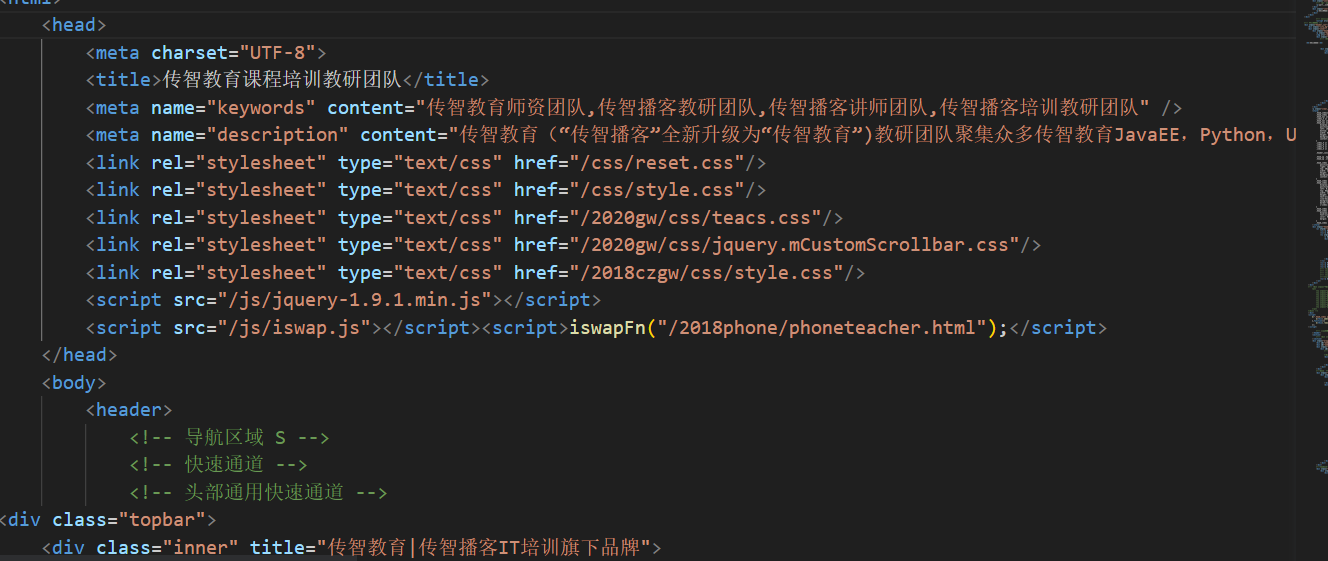 <html>
<head>
<meta charset="UTF-8">
<title>传智教育课程培训教研团队</title>
<meta name="keywords" content="传智教育师资团队,传智播客教研团队,传智播客讲师团队,传智播客培训教研团队" />
<meta name="description" content="传智教育（“传智播客”全新升级为“传智教育”)教研团队聚集众多传智教育JavaEE，Python，U
<link rel="stylesheet" type="text/css" href="/css/reset.css"/>
<link rel="stylesheet" type="text/css" href="/css/style.css"/>
<link rel="stylesheet" type="text/css" href="/2020gw/css/teacs.css"/>
<link rel="stylesheet" type="text/css" href="/2020gw/css/jquery.mCustomScrollbar.css"/>
<link rel="stylesheet" type="text/css" href="/2018czgw/css/style.css"/>
<script src="/js/jquery-1.9.1.min.js"></script>
<script src="/js/iswap.js"></script><script>iswapFn("/2018phone/phoneteacher.html");</script>
</head>
<body>
<header>
<!-- 导航区域 S -->
<!-- 快速通道 -->
<!-- 头部通用快速通道 -->
<div class="topbar">
<div class="inner" title="传智教育|传智播客IT培训旗下品牌">